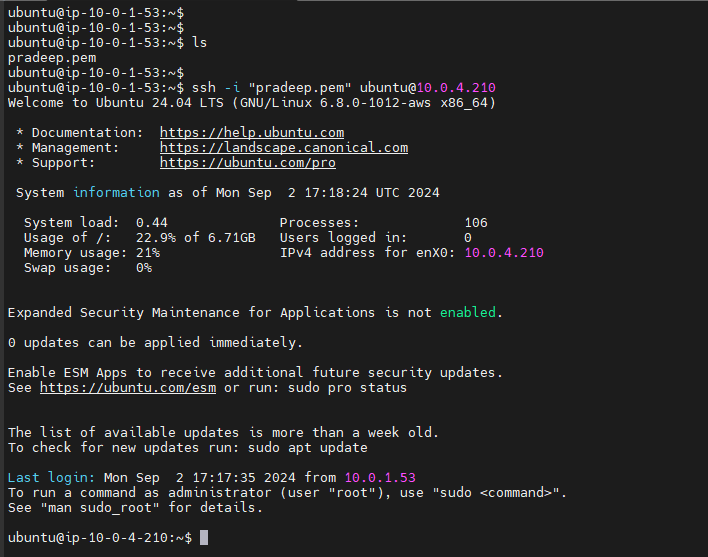 ubuntu@ip-10-0-1-53:~$
ubuntu@ip-10-0-1-53:~$
ubuntu@ip-10-0-1-53:~$ ls
pradeep.pem
ubuntu@ip-10-0-1-53:~$
ubuntu@ip-10-0-1-53:~$ ssh -i "pradeep.pem" ubuntu@10.0.4.210
Welcome to Ubuntu 24.04 LTS (GNU/Linux 6.8.0-1012-aws x86_64)

 * Documentation:  https://help.ubuntu.com
 * Management:     https://landscape.canonical.com
 * Support:        https://ubuntu.com/pro

 System information as of Mon Sep  2 17:18:24 UTC 2024

  System load:  0.44              Processes:             106
  Usage of /:   22.9% of 6.71GB   Users logged in:       0
  Memory usage: 21%               IPv4 address for enX0: 10.0.4.210
  Swap usage:   0%

Expanded Security Maintenance for Applications is not enabled.

0 updates can be applied immediately.

Enable ESM Apps to receive additional future security updates.
See https://ubuntu.com/esm or run: sudo pro status

The list of available updates is more than a week old.
To check for new updates run: sudo apt update

Last login: Mon Sep  2 17:17:35 2024 from 10.0.1.53
To run a command as administrator (user "root"), use "sudo <command>".
See "man sudo_root" for details.

ubuntu@ip-10-0-4-210:~$